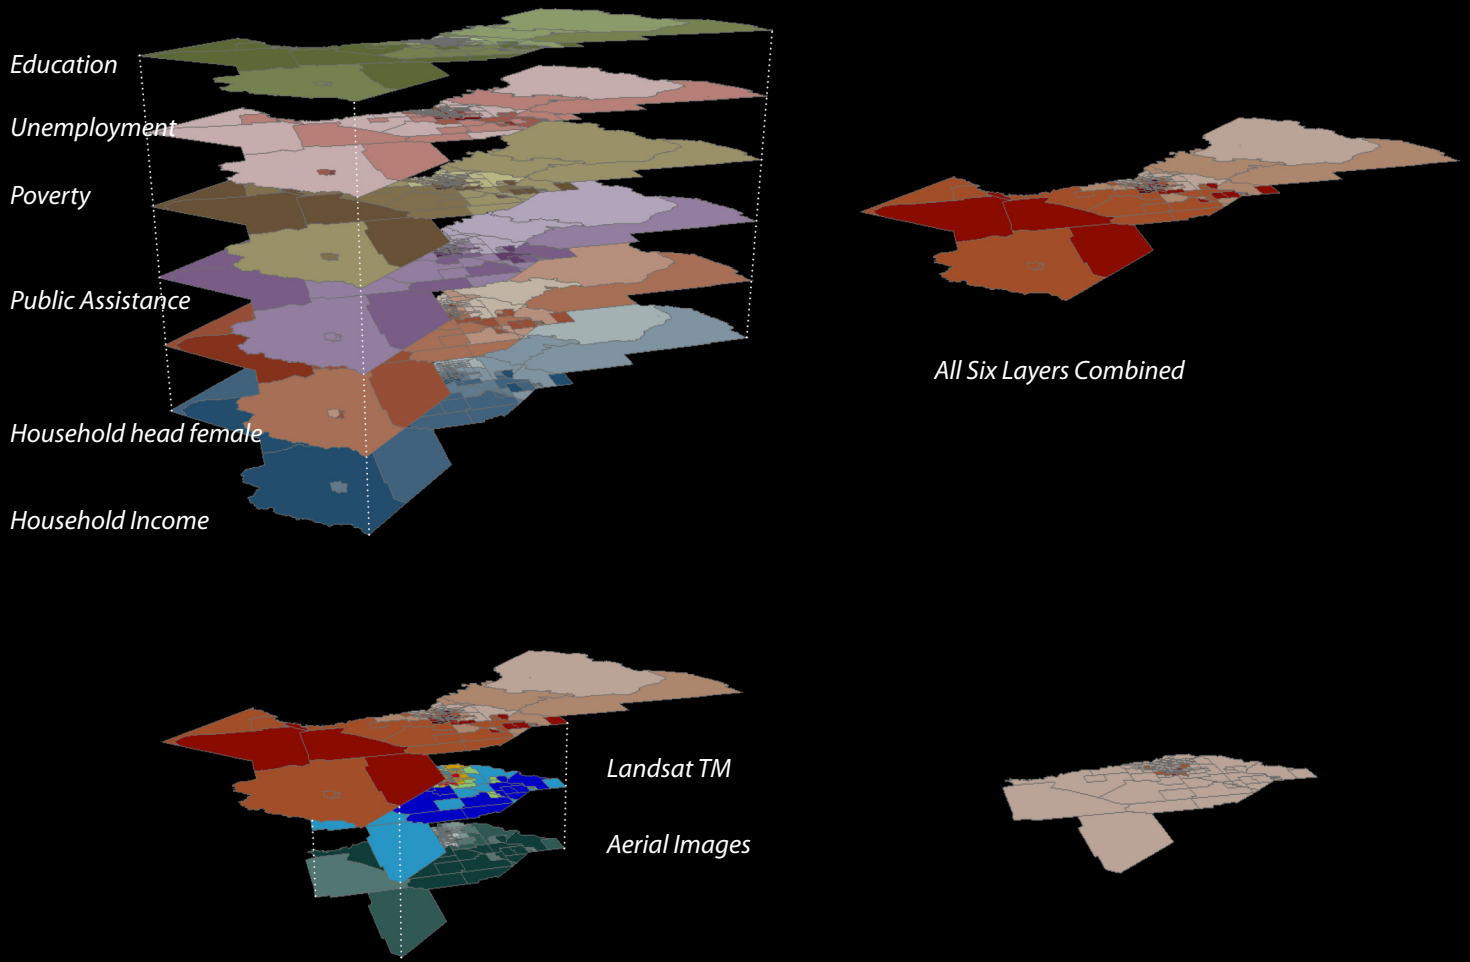 Education
Unemployment
Poverty
Public Assistance
Household head female
Household Income
All Six Layers Combined
Landsat TM
Aerial Images